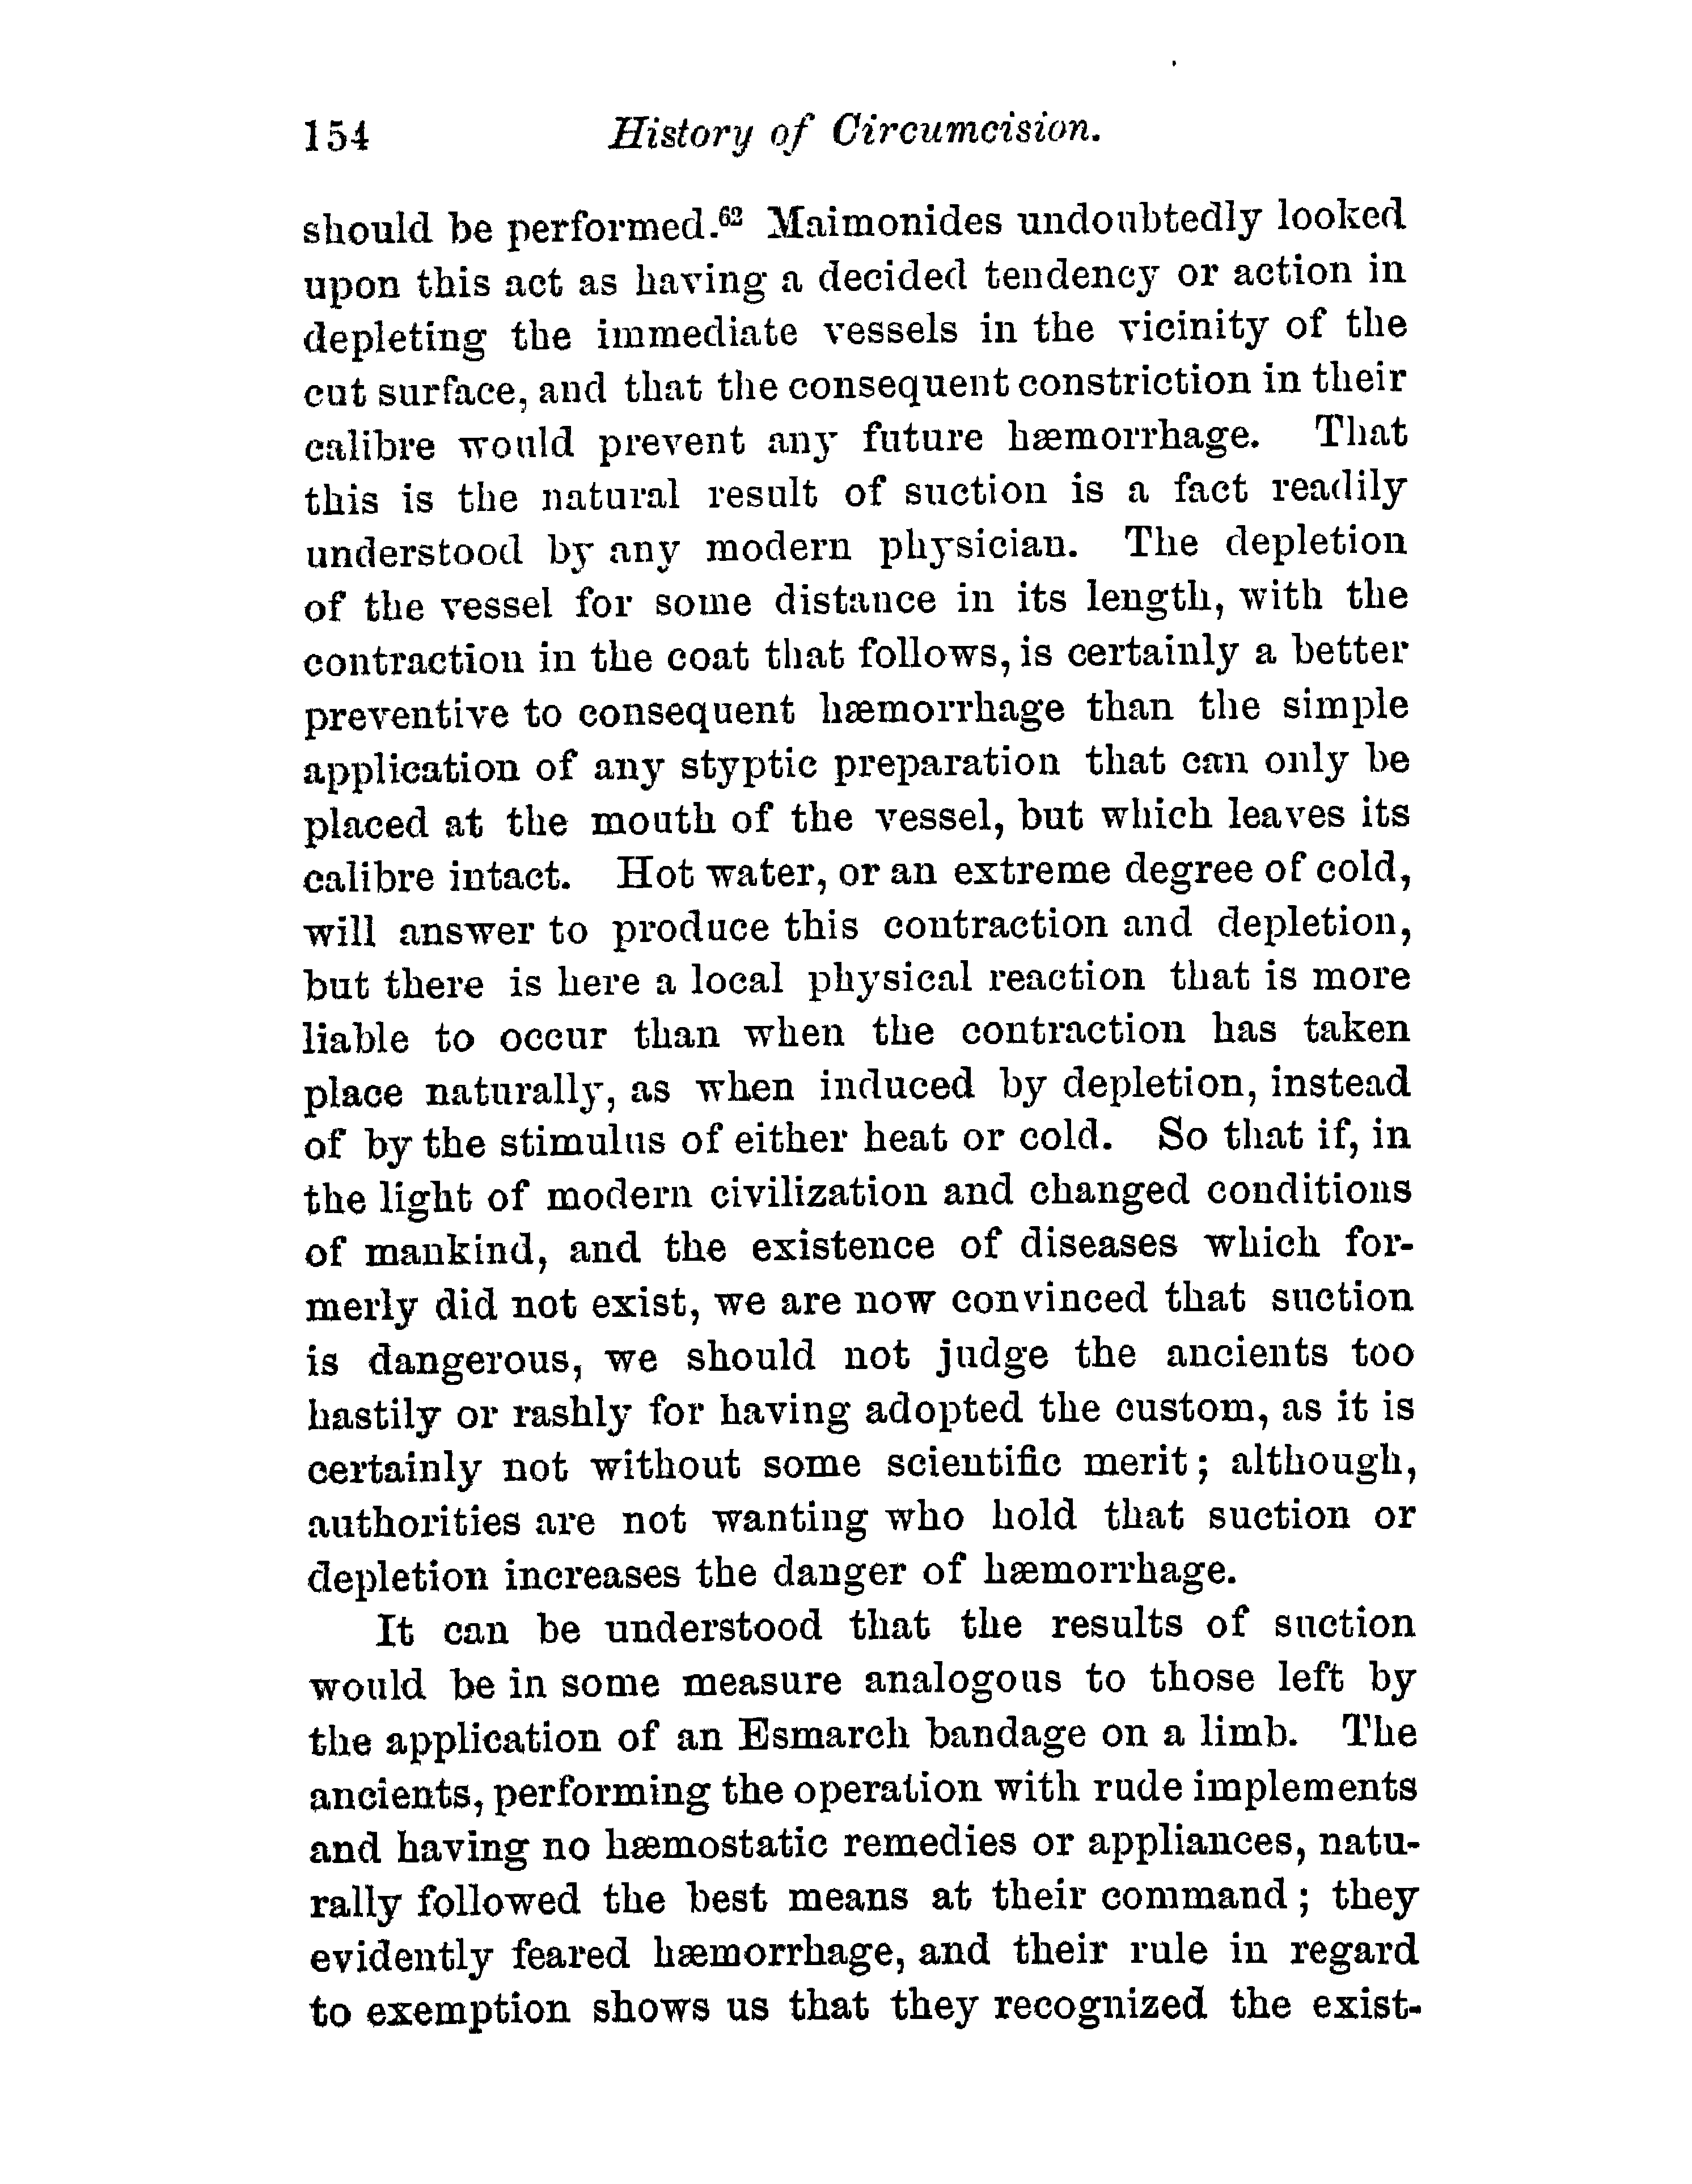 154 History of Circumcision.
should be performed.⁶² Maimonides undoubtedly looked
upon this act as having a decided tendency or action in
depleting the immediate vessels in the vicinity of the
cut surface, and that the consequent constriction in their
calibre would prevent any future hæmorrhage. That
this is the natural result of suction is a fact readily
understood by any modern physician. The depletion
of the vessel for some distance in its length, with the
contraction in the coat that follows, is certainly a better
preventive to consequent hæmorrhage than the simple
application of any styptic preparation that can only be
placed at the mouth of the vessel, but which leaves its
calibre intact. Hot water, or an extreme degree of cold,
will answer to produce this contraction and depletion,
but there is here a local physical reaction that is more
liable to occur than when the contraction has taken
place naturally, as when induced by depletion, instead
of by the stimulus of either heat or cold. So that if, in
the light of modern civilization and changed conditions
of mankind, and the existence of diseases which for-
merly did not exist, we are now convinced that suction
is dangerous, we should not judge the ancients too
hastily or rashly for having adopted the custom, as it is
certainly not without some scientific merit; although,
authorities are not wanting who hold that suction or
depletion increases the danger of hæmorrhage.
It can be understood that the results of suction
would be in some measure analogous to those left by
the application of an Esmarch bandage on a limb. The
ancients, performing the operation with rude implements
and having no hæmostatic remedies or appliances, natu-
rally followed the best means at their command; they
evidently feared hæmorrhage, and their rule in regard
to exemption shows us that they recognized the exist-